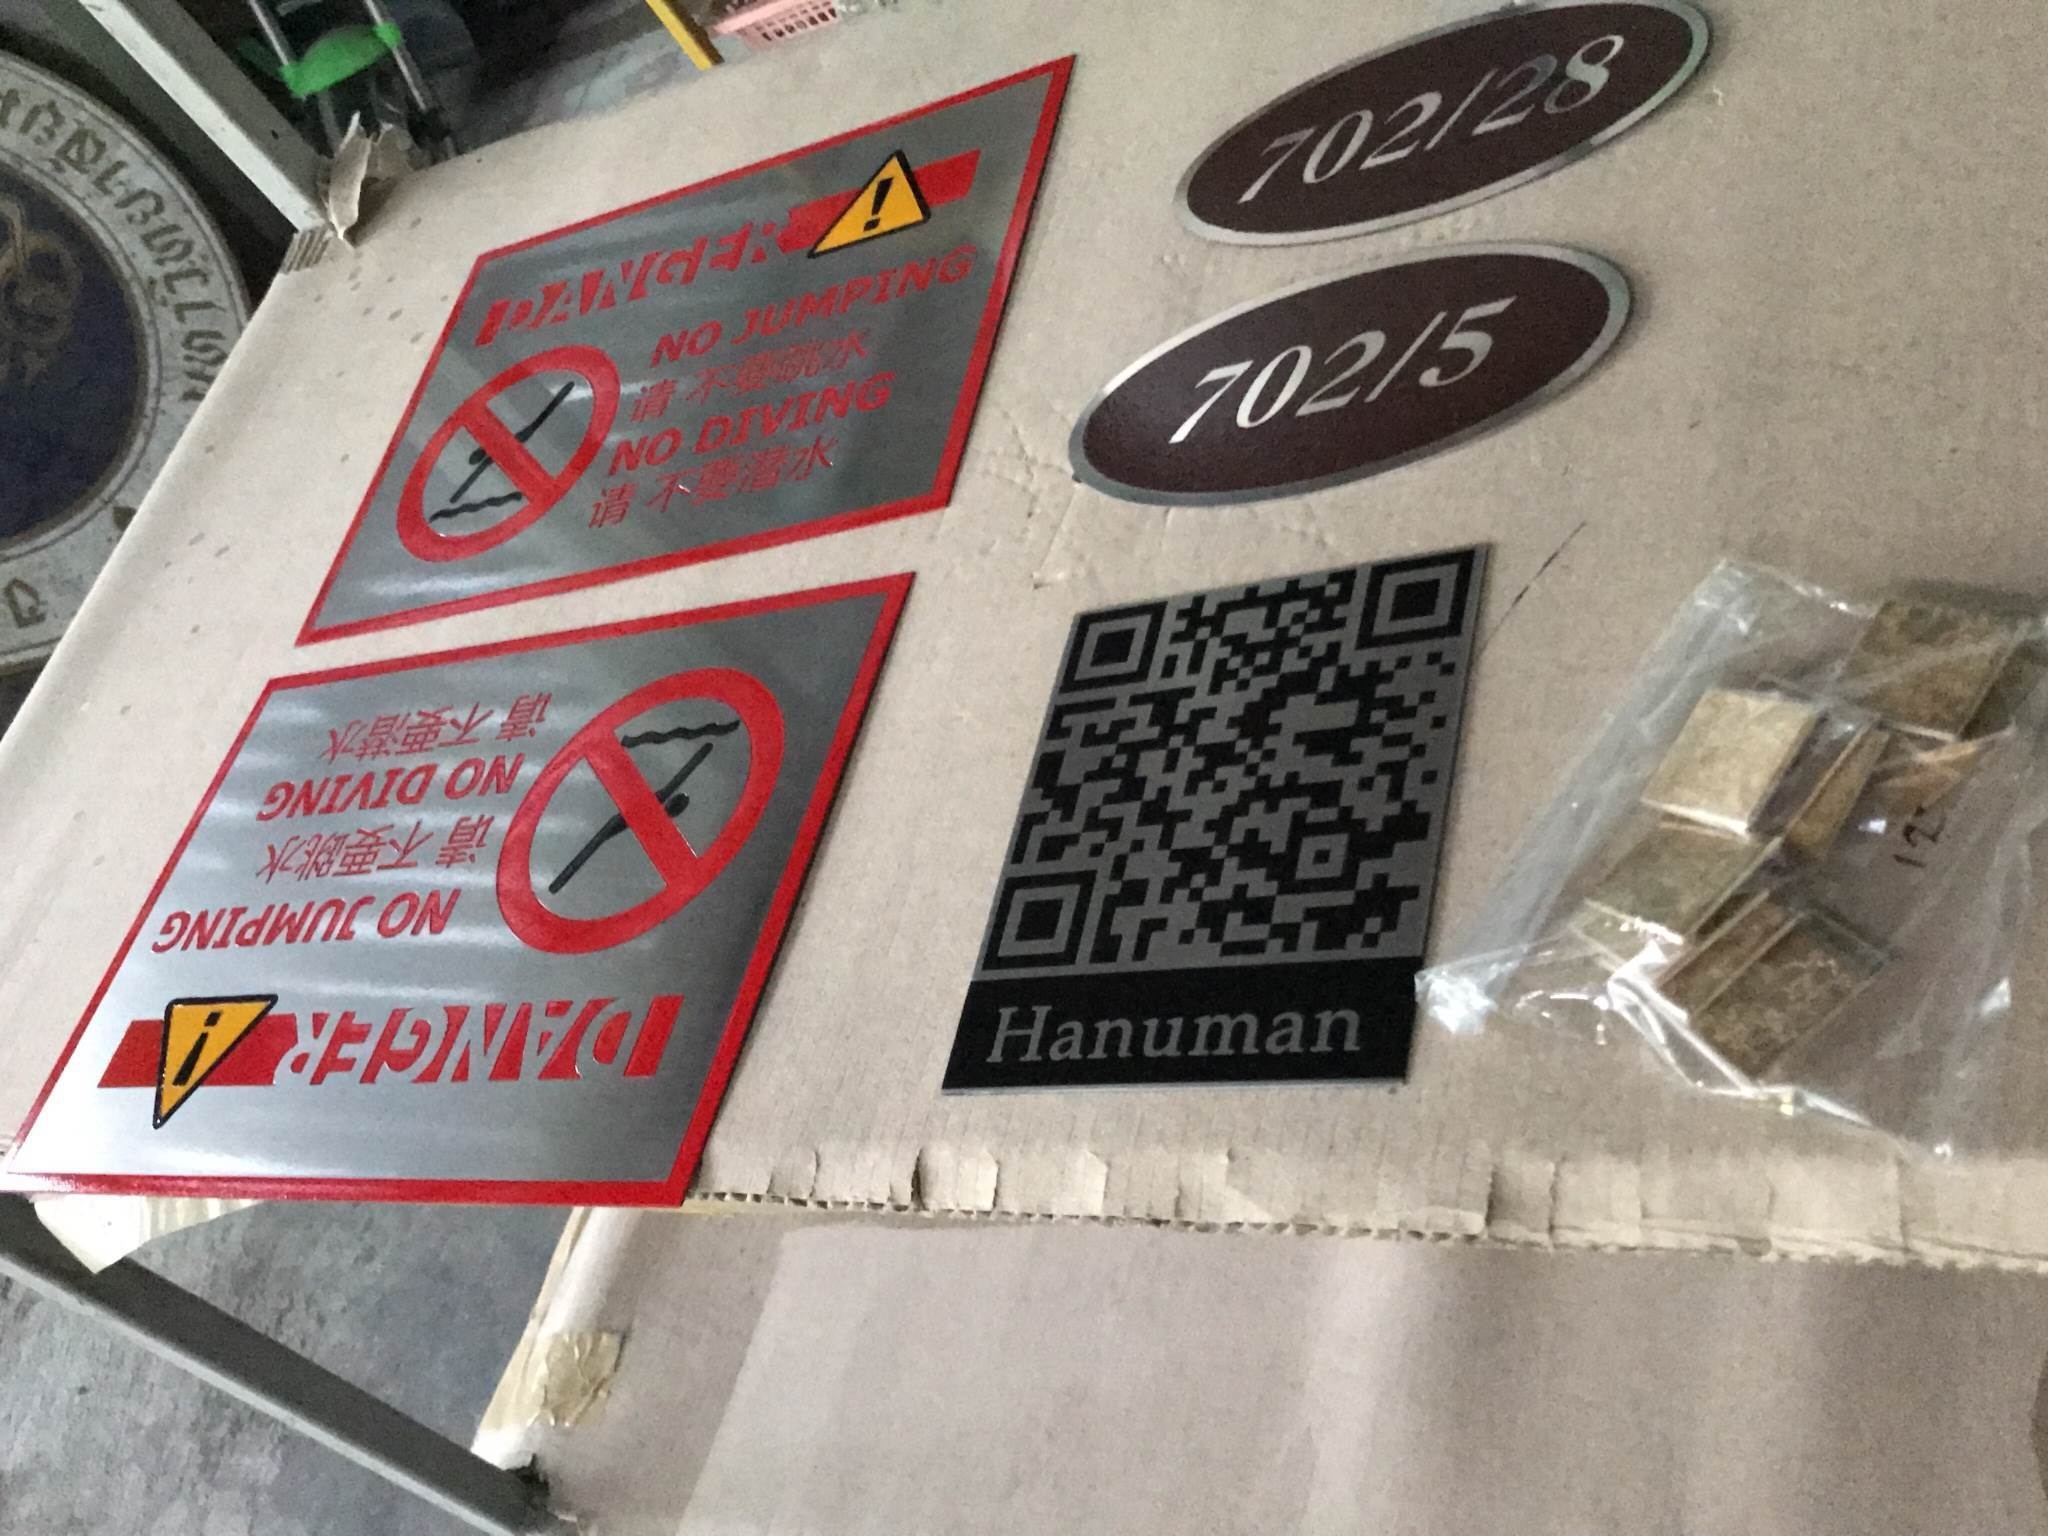 DANGER
NO JUMPING
请 不要跳水
NO DIVING
请 不要潜水
702/28
702/5
DANGER
NO JUMPING
请 不要跳水
NO DIVING
请 不要潜水
Hanuman